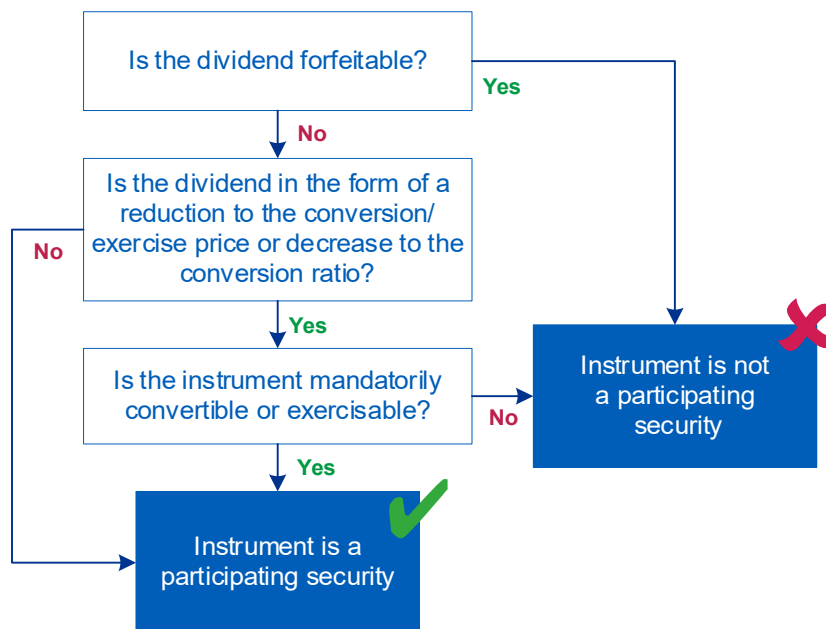 Is the dividend forfeitable?
Yes
No
Is the dividend in the form of a
reduction to the conversion/
exercise price or decrease to the
conversion ratio?
No
Yes
Instrument is not
a participating
security
Is the instrument mandatorily
convertible or exercisable?
No
Yes
Instrument is a
participating security